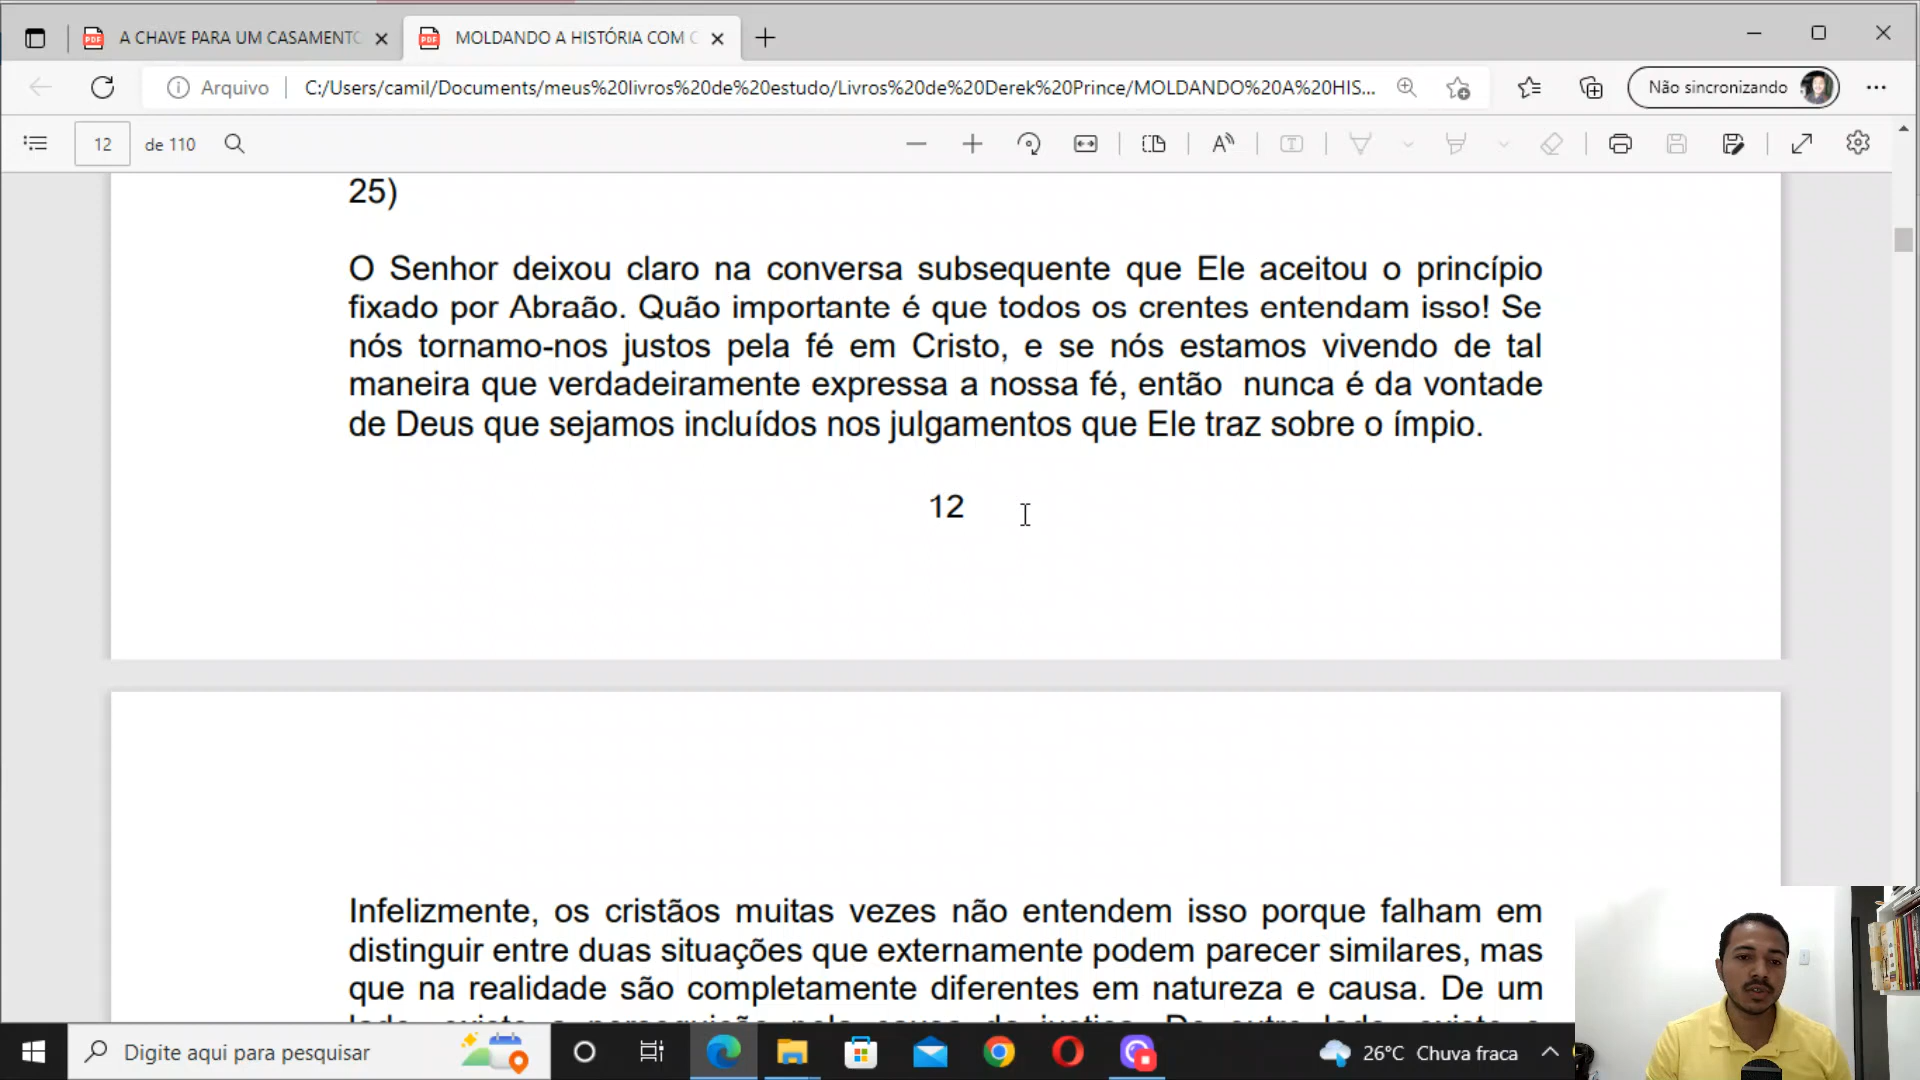 A CHAVE PARA UM CASAMENTO
MOLDANDO A HISTÓRIA COM
Arquivo
C:/Users/camil/Documents/meus%20livros%20de%20estudo/Livros%20de%20Derek%20Prince/MOLDANDO%20A%20HIS...
Não sincronizando
12
de 110
25)
O Senhor deixou claro na conversa subsequente que Ele aceitou o princípio
fixado por Abraão. Quão importante é que todos os crentes entendam isso! Se
nós tornamo-nos justos pela fé em Cristo, e se nós estamos vivendo de tal
maneira que verdadeiramente expressa a nossa fé, então nunca é da vontade
de Deus que sejamos incluídos nos julgamentos que Ele traz sobre o ímpio.
12
Infelizmente, os cristãos muitas vezes não entendem isso porque falham em
distinguir entre duas situações que externamente podem parecer similares, mas
que na realidade são completamente diferentes em natureza e causa. De um
Digite aqui para pesquisar
26°C Chuva fraca